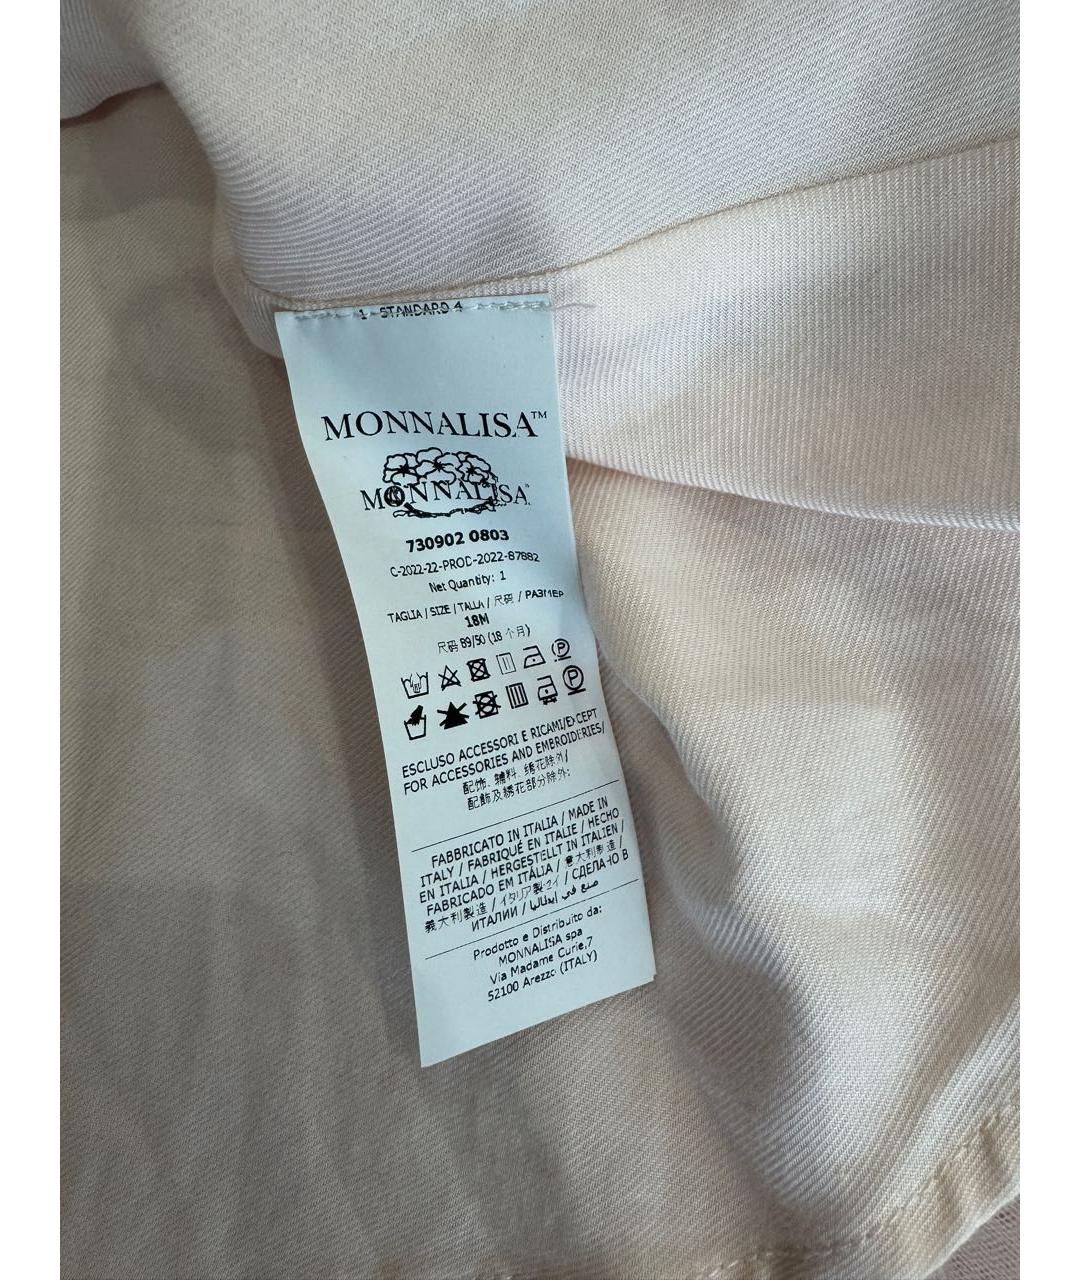 1 - STANDARD 4
MONNALISA™
MONNALISA
730902 0803
C-2022-22-PROD-2022-87882
Net Quantity: 1
TAGLIA / SIZE / TALLA / 尺码 / РАЗМЕР
18M
尺码 89/50 (18 个月)
ESCLUSO ACCESSORI E RICAMI/EXCEPT
FOR ACCESSORIES AND EMBROIDERIES/
配饰、辅料、绣花除外/
配飾及綉花部分除外:
FABBRICATO IN ITALIA / MADE IN
ITALY / FABRIQUÉ EN ITALIE / HECHO
EN ITALIA / HERGESTELLT IN ITALIEN /
FABRICADO EM ITÁLIA / 意大利制造 /
義大利製造 / イタリア製 / СДЕЛАНО В
ИТАЛИИ / صنع في إيطاليا
Prodotto e Distribuito da:
MONNALISA spa
Via Madame Curie,7
52100 Arezzo (ITALY)